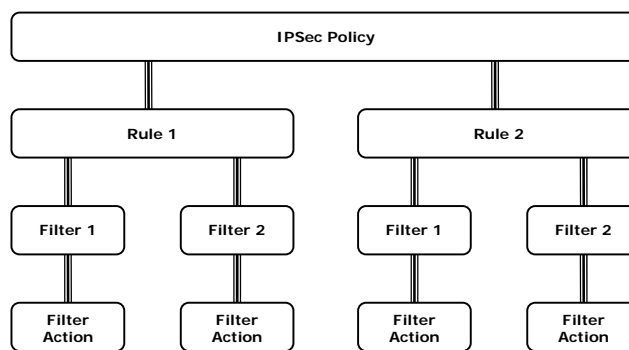 IPSec Policy
Rule 1
Rule 2
Filter 1
Filter 2
Filter 1
Filter 2
Filter
Action
Filter
Action
Filter
Action
Filter
Action